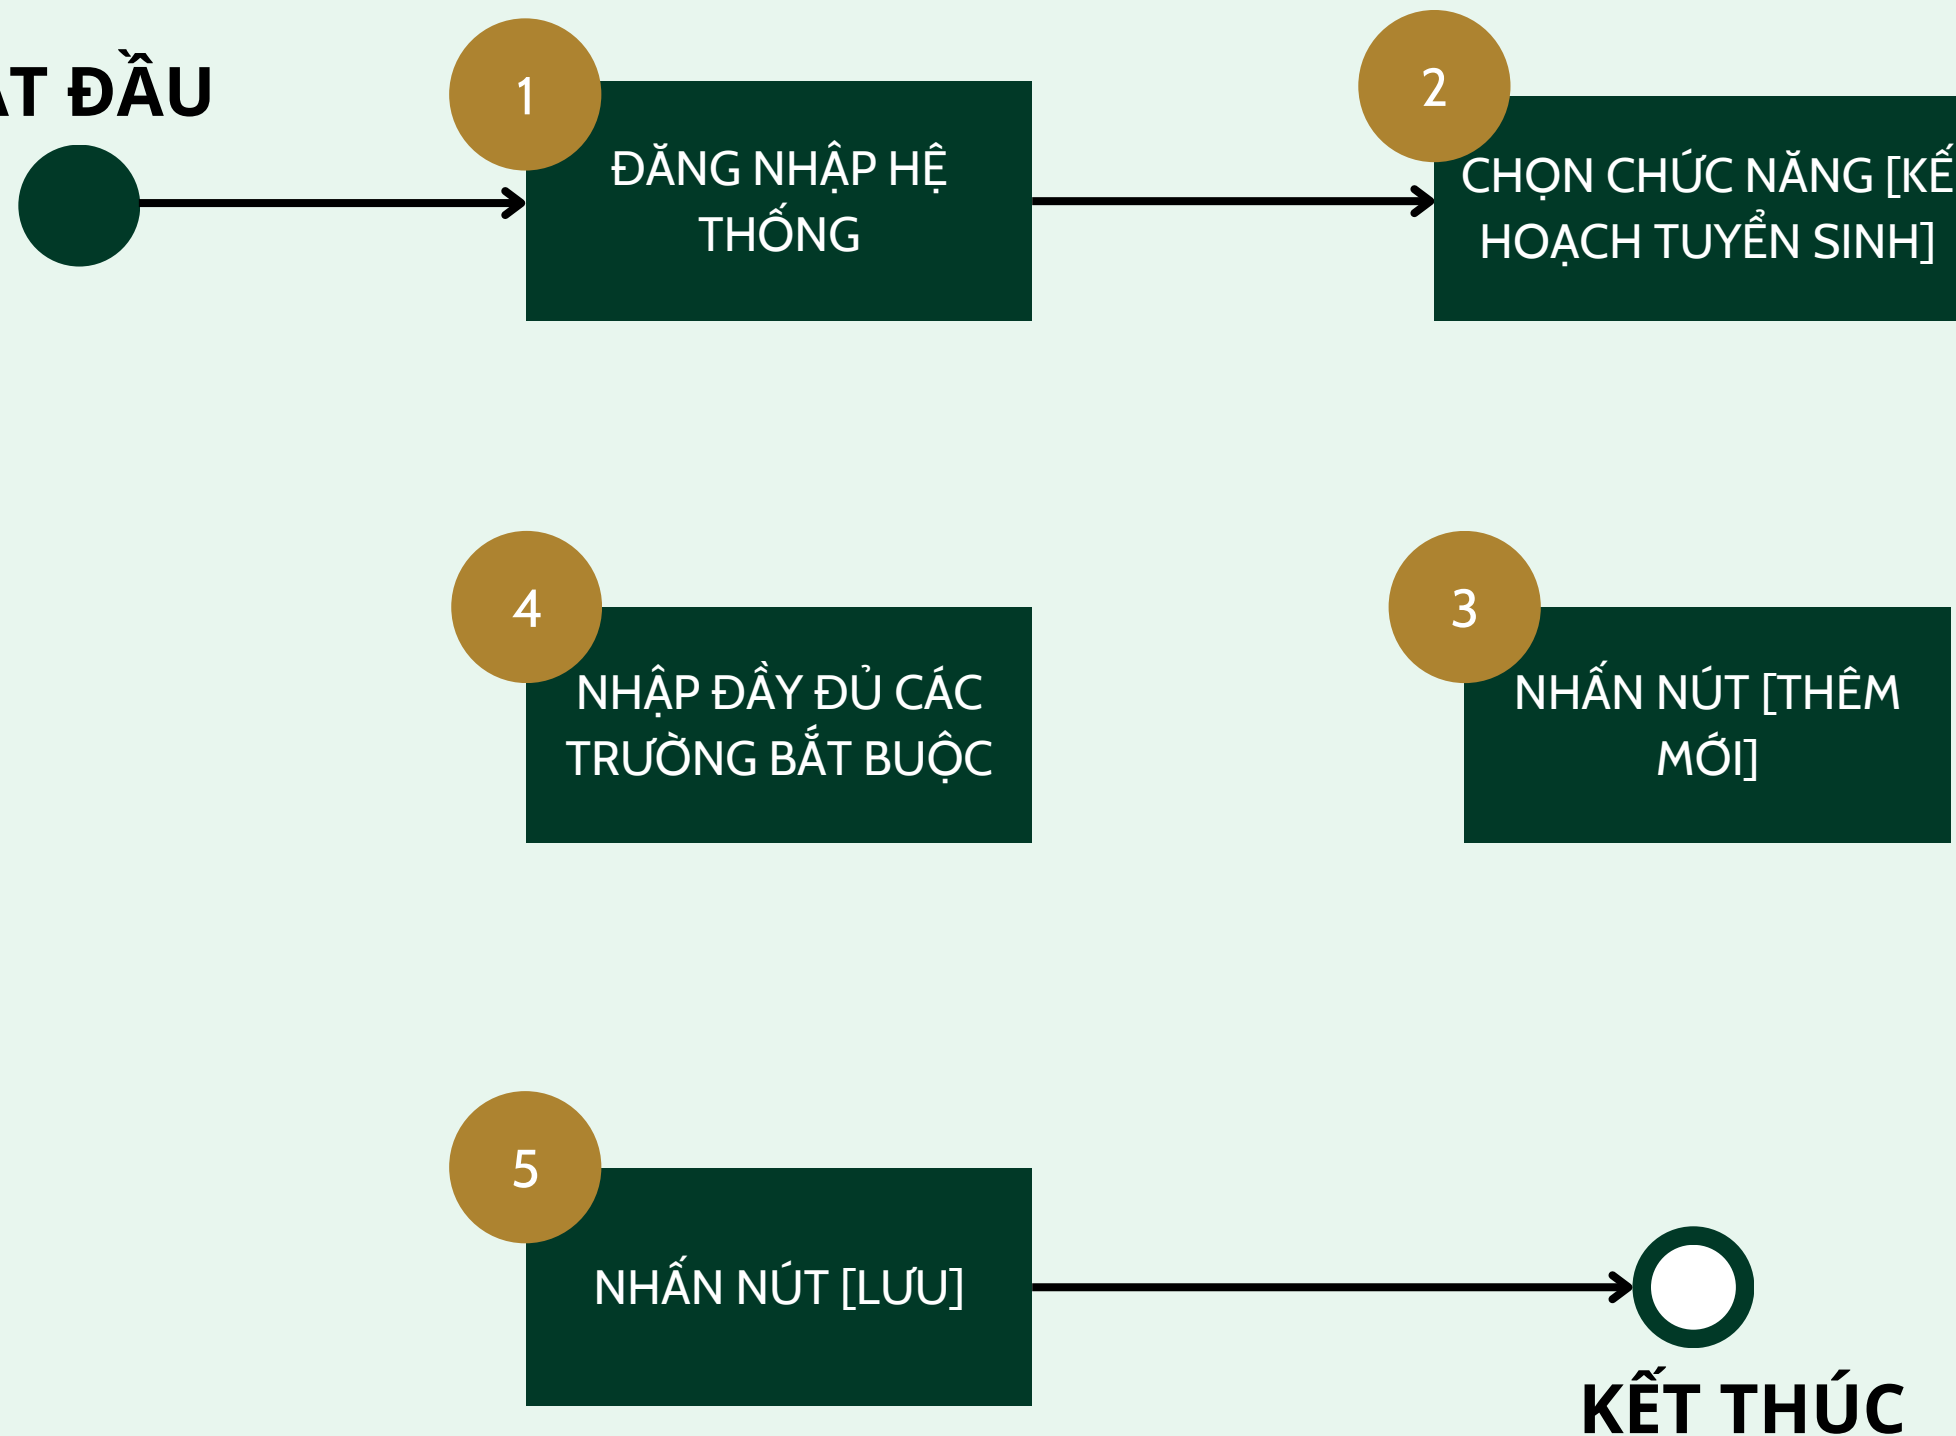 ĐẦU
1
ĐĂNG NHẬP HỆ
THỐNG
2
CHỌN CHỨC NĂNG [KẾ
HOẠCH TUYỂN SINH]
3
NHẤN NÚT [THÊM
MỚI]
4
NHẬP ĐẦY ĐỦ CÁC
TRƯỜNG BẮT BUỘC
5
NHẤN NÚT [LƯU]
KẾT THÚC